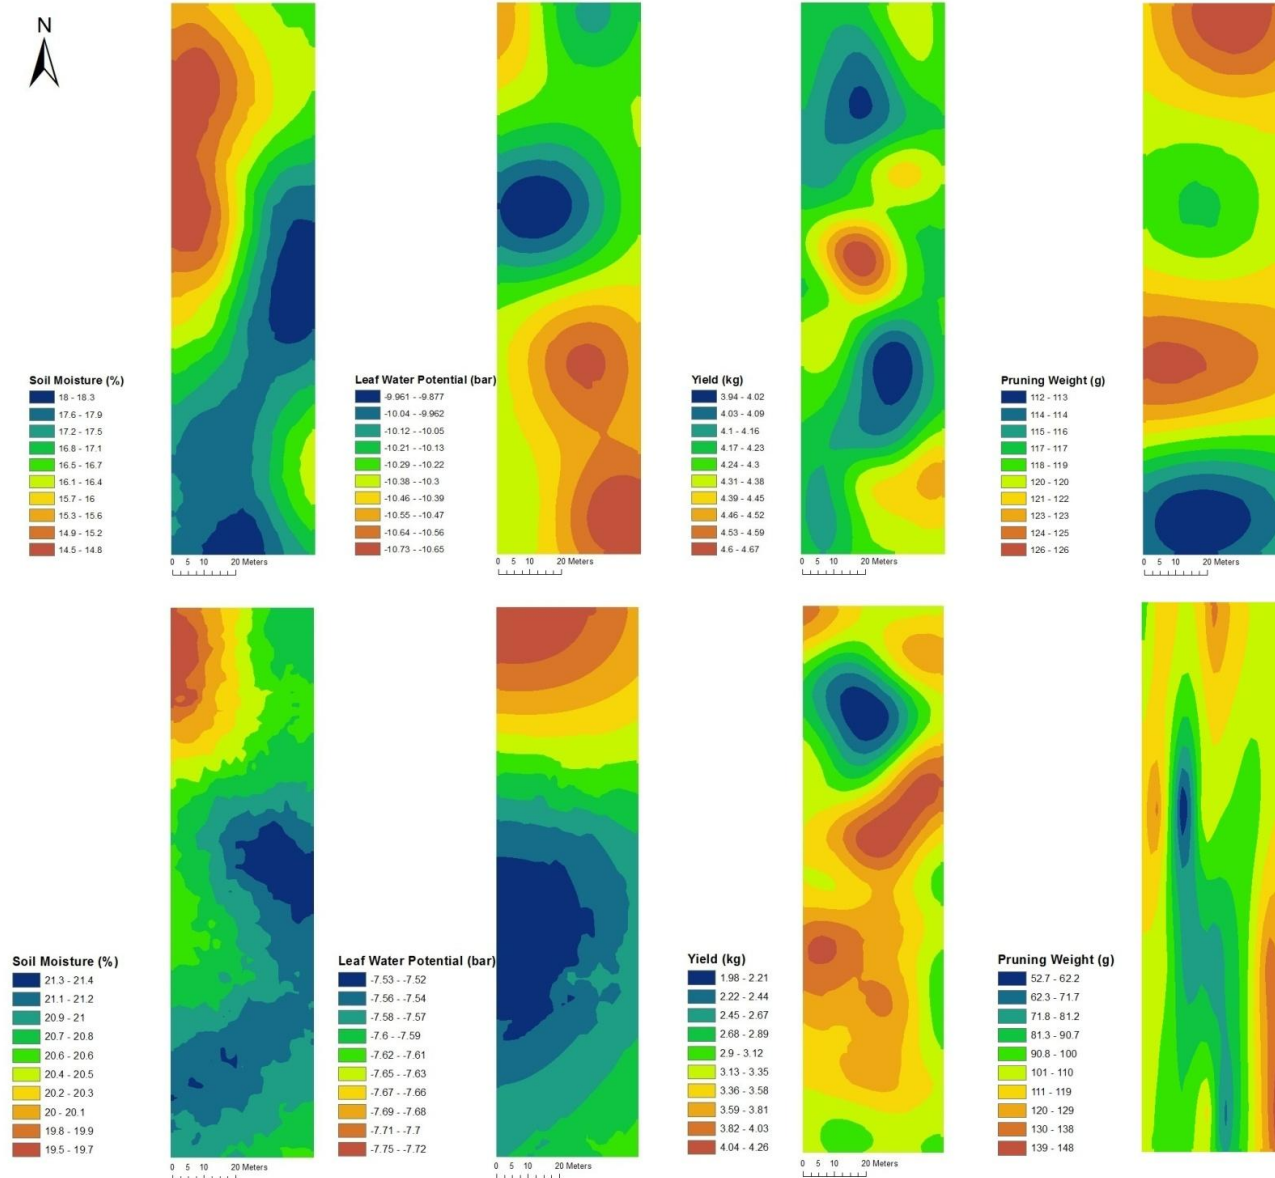 N
Soil Moisture (%)
18 - 18.3
17.6 - 17.9
17.2 - 17.5
16.8 - 17.1
16.5 - 16.7
16.1 - 16.4
15.7 - 16
15.3 - 15.6
14.9 - 15.2
14.5 - 14.8
0 5 10 20 Meters
Leaf Water Potential (bar)
-9.961 - -9.877
-10.04 - -9.962
-10.12 - -10.05
-10.21 - -10.13
-10.29 - -10.22
-10.38 - -10.3
-10.46 - -10.39
-10.55 - -10.47
-10.64 - -10.56
-10.73 - -10.65
0 5 10 20 Meters
Yield (kg)
3.94 - 4.02
4.03 - 4.09
4.1 - 4.16
4.17 - 4.23
4.24 - 4.3
4.31 - 4.38
4.39 - 4.45
4.46 - 4.52
4.53 - 4.59
4.6 - 4.67
0 5 10 20 Meters
Pruning Weight (g)
112 - 113
114 - 114
115 - 116
117 - 117
118 - 119
120 - 120
121 - 122
123 - 123
124 - 125
126 - 126
0 5 10 20 Meters
Soil Moisture (%)
21.3 - 21.4
21.1 - 21.2
20.9 - 21
20.7 - 20.8
20.6 - 20.6
20.4 - 20.5
20.2 - 20.3
20 - 20.1
19.8 - 19.9
19.5 - 19.7
0 5 10 20 Meters
Leaf Water Potential (bar)
-7.53 - -7.52
-7.56 - -7.54
-7.58 - -7.57
-7.6 - -7.59
-7.62 - -7.61
-7.65 - -7.63
-7.67 - -7.66
-7.69 - -7.68
-7.71 - -7.7
-7.75 - -7.72
0 5 10 20 Meters
Yield (kg)
1.98 - 2.21
2.22 - 2.44
2.45 - 2.67
2.68 - 2.89
2.9 - 3.12
3.13 - 3.35
3.36 - 3.58
3.59 - 3.81
3.82 - 4.03
4.04 - 4.26
0 5 10 20 Meters
Pruning Weight (g)
52.7 - 62.2
62.3 - 71.7
71.8 - 81.2
81.3 - 90.7
90.8 - 100
101 - 110
111 - 119
120 - 129
130 - 138
139 - 148